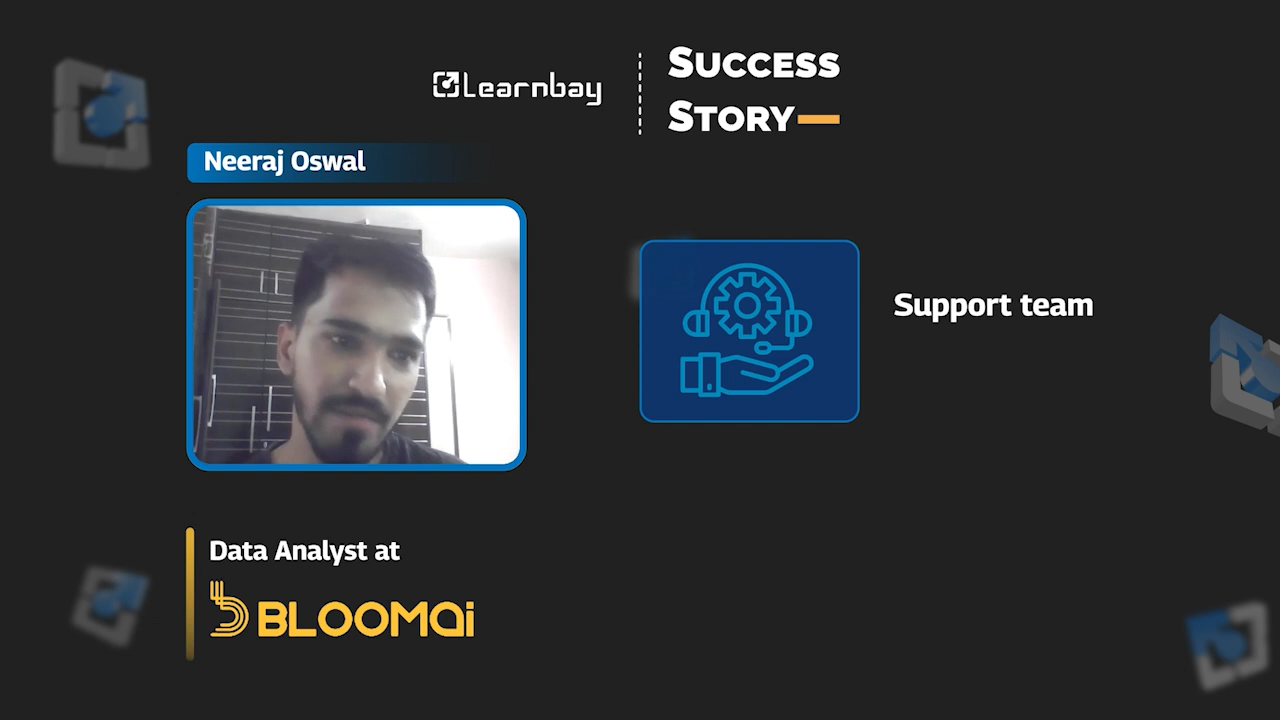 Learnbay
SUCCESS
STORY
Neeraj Oswal
Support team
Data Analyst at
BLOOMai